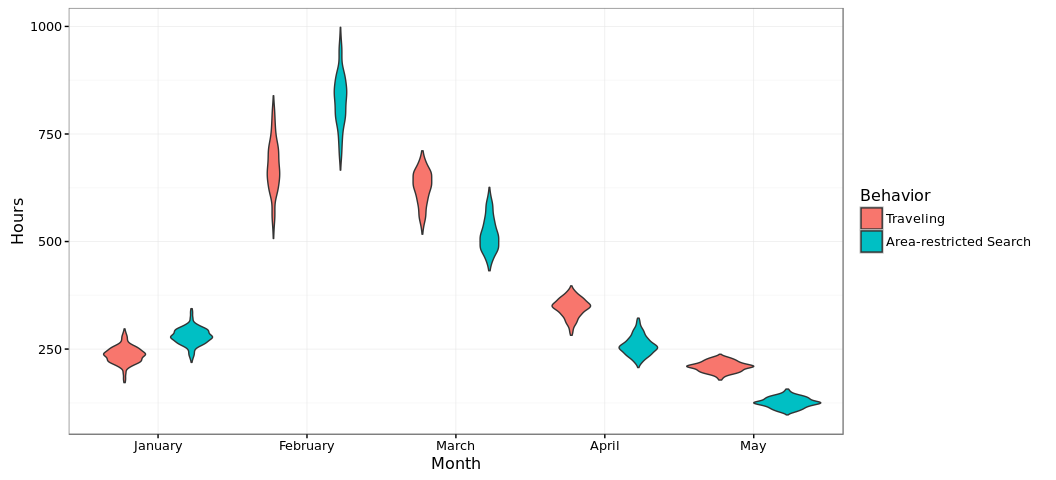 1000
750
500
250
Hours
January February March April May
Month
Behavior
Traveling
Area-restricted Search